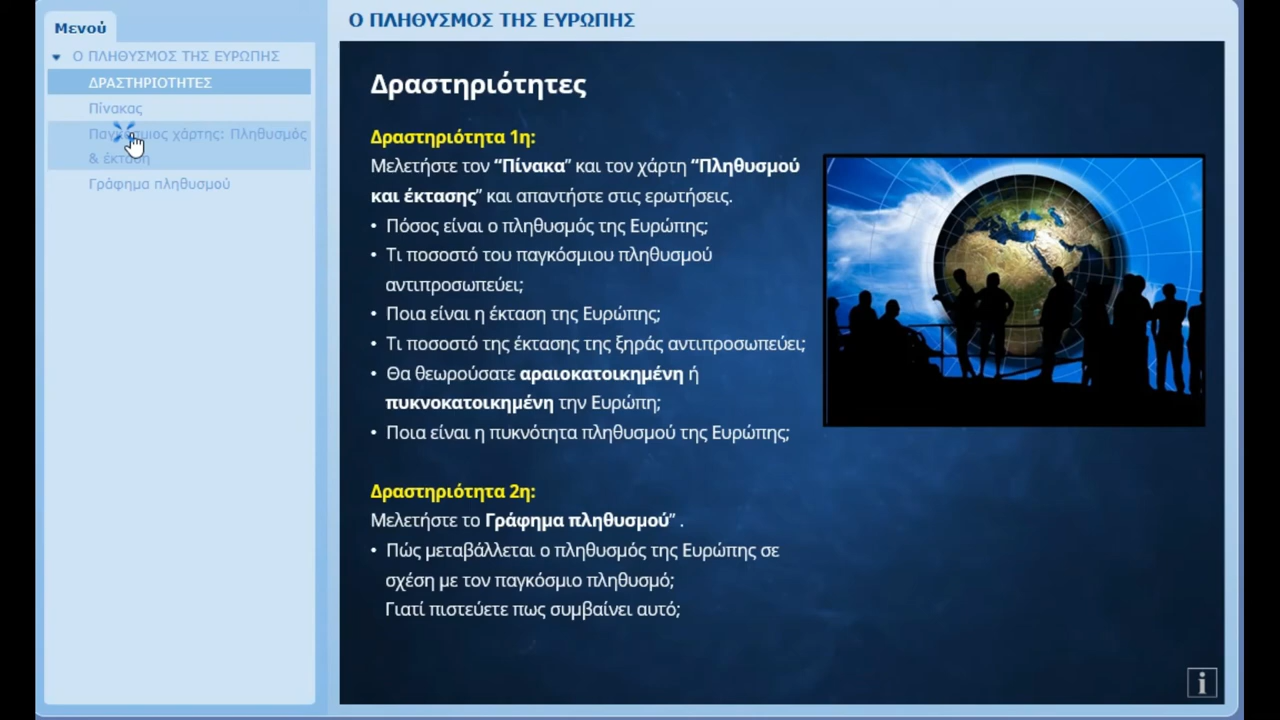 Ο ΠΛΗΘΥΣΜΟΣ ΤΗΣ ΕΥΡΩΠΗΣ
Μενού
Ο ΠΛΗΘΥΣΜΟΣ ΤΗΣ ΕΥΡΩΠΗΣ
ΔΡΑΣΤΗΡΙΟΤΗΤΕΣ
Πίνακας
Παγκόσμιος χάρτης: Πληθυσμός
& έκταση
Γράφημα πληθυσμού
Δραστηριότητες
Δραστηριότητα 1η:
Μελετήστε τον “Πίνακα” και τον χάρτη “Πληθυσμού
και έκτασης” και απαντήστε στις ερωτήσεις.
• Πόσος είναι ο πληθυσμός της Ευρώπης;
• Τι ποσοστό του παγκόσμιου πληθυσμού
αντιπροσωπεύει;
• Ποια είναι η έκταση της Ευρώπης;
• Τι ποσοστό της έκτασης της ξηράς αντιπροσωπεύει;
• Θα θεωρούσατε αραιοκατοικημένη ή
πυκνοκατοικημένη την Ευρώπη;
• Ποια είναι η πυκνότητα πληθυσμού της Ευρώπης;
Δραστηριότητα 2η:
Μελετήστε το Γράφημα πληθυσμού” .
• Πώς μεταβάλλεται ο πληθυσμός της Ευρώπης σε
σχέση με τον παγκόσμιο πληθυσμό;
Γιατί πιστεύετε πως συμβαίνει αυτό;
i